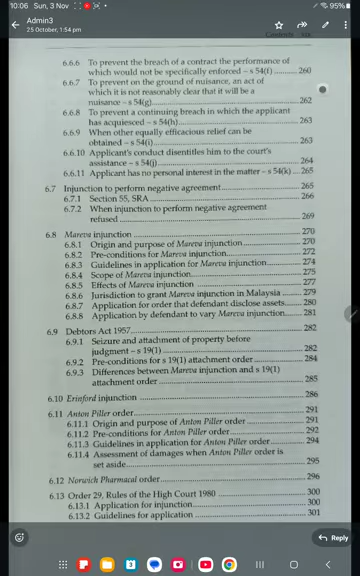 10:06 Sun, 3 Nov
95%
Admin3
25 October, 1:54 pm
Contents
6.6.6 To prevent the breach of a contract the performance of
which would not be specifically enforced – s 54(f) 260
6.6.7 To prevent on the ground of nuisance, an act of
which it is not reasonably clear that it will be a
nuisance – s 54(g) 262
6.6.8 To prevent a continuing breach in which the applicant
has acquiesced – s 54(h) 263
6.6.9 When other equally efficacious relief can be
obtained – s 54(i) 263
6.6.10 Applicant's conduct disentitles him to the court's
assistance – s 54(j) 264
6.6.11 Applicant has no personal interest in the matter – s 54(k) 265
6.7 Injunction to perform negative agreement 265
6.7.1 Section 55, SRA 266
6.7.2 When injunction to perform negative agreement
refused 269
6.8 Mareva injunction 270
6.8.1 Origin and purpose of Mareva injunction 270
6.8.2 Pre-conditions for Mareva injunction 272
6.8.3 Guidelines in application for Mareva injunction 274
6.8.4 Scope of Mareva injunction 275
6.8.5 Effects of Mareva injunction 277
6.8.6 Jurisdiction to grant Mareva injunction in Malaysia 279
6.8.7 Application for order that defendant disclose assets 280
6.8.8 Application by defendant to vary Mareva injunction 281
6.9 Debtors Act 1957 282
6.9.1 Seizure and attachment of property before
judgment – s 19(1) 282
6.9.2 Pre-conditions for s 19(1) attachment order 284
6.9.3 Differences between Mareva injunction and s 19(1)
attachment order 285
6.10 Erinford injunction 286
6.11 Anton Piller order 291
6.11.1 Origin and purpose of Anton Piller order 291
6.11.2 Pre-conditions for Anton Piller order 292
6.11.3 Guidelines in application for Anton Piller order 294
6.11.4 Assessment of damages when Anton Piller order is
set aside 295
6.12 Norwich Pharmacal order 296
6.13 Order 29, Rules of the High Court 1980 300
6.13.1 Application for injunction 300
6.13.2 Guidelines for application 301
Reply